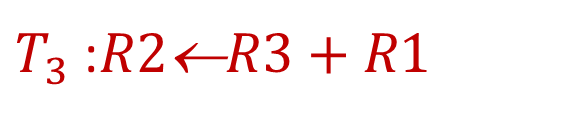 T₃ :R2←R3 + R1